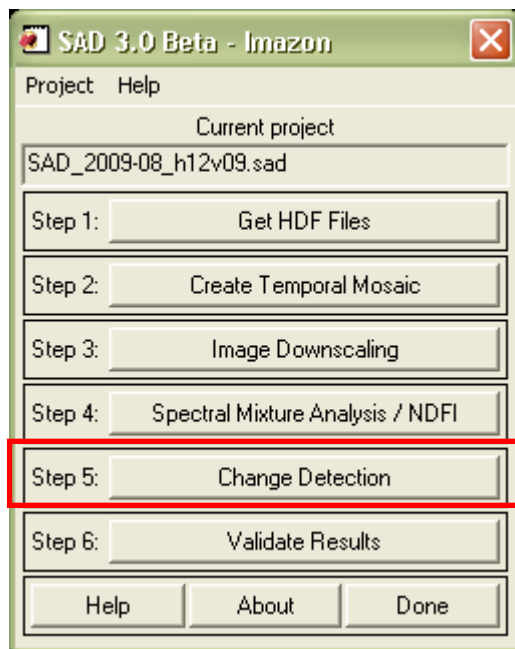 SAD 3.0 Beta - Imazon
Project Help
Current project
SAD_2009-08_h12v09.sad
Step 1: Get HDF Files
Step 2: Create Temporal Mosaic
Step 3: Image Downscaling
Step 4: Spectral Mixture Analysis / NDFI
Step 5: Change Detection
Step 6: Validate Results
Help About Done